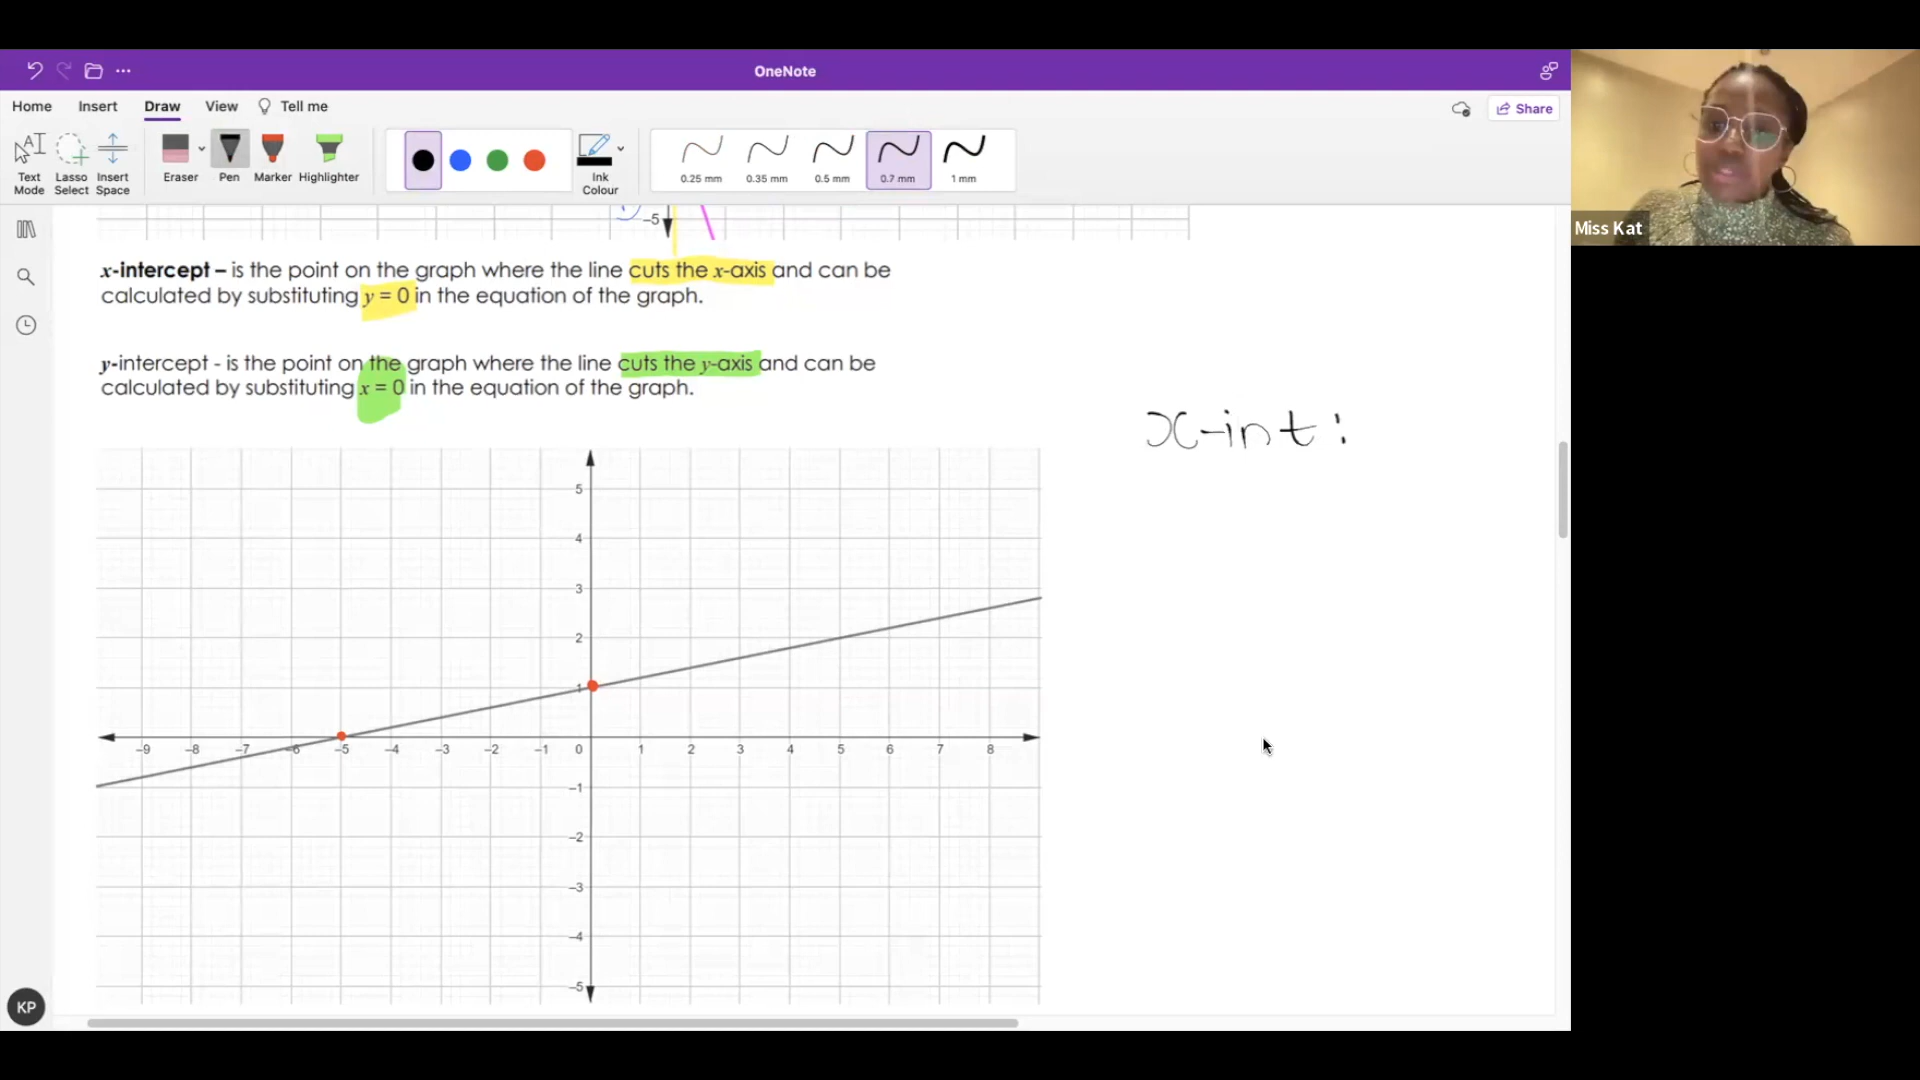 OneNote
Home Insert Draw View Tell me
Share
Text Mode
Lasso Select
Insert Space
Eraser
Pen
Marker
Highlighter
Ink Colour
0.25 mm
0.35 mm
0.5 mm
0.7 mm
1 mm
Miss Kat
–5
x-intercept – is the point on the graph where the line cuts the x-axis and can be
calculated by substituting y = 0 in the equation of the graph.
y-intercept - is the point on the graph where the line cuts the y-axis and can be
calculated by substituting x = 0 in the equation of the graph.
x-int :
5
4
3
2
1
–9 –8 –7 –6 –5 –4 –3 –2 –1 0 1 2 3 4 5 6 7 8
–1
–2
–3
–4
–5
KP